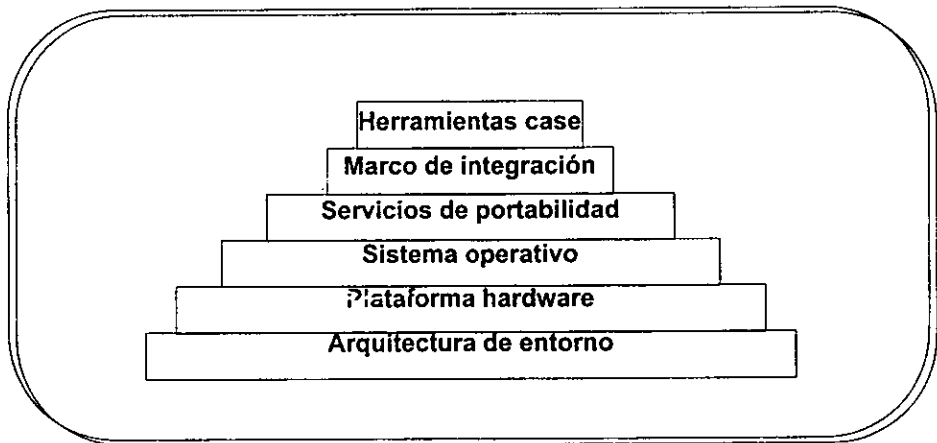 Herramientas case
Marco de integración
Servicios de portabilidad
Sistema operativo
Plataforma hardware
Arquitectura de entorno